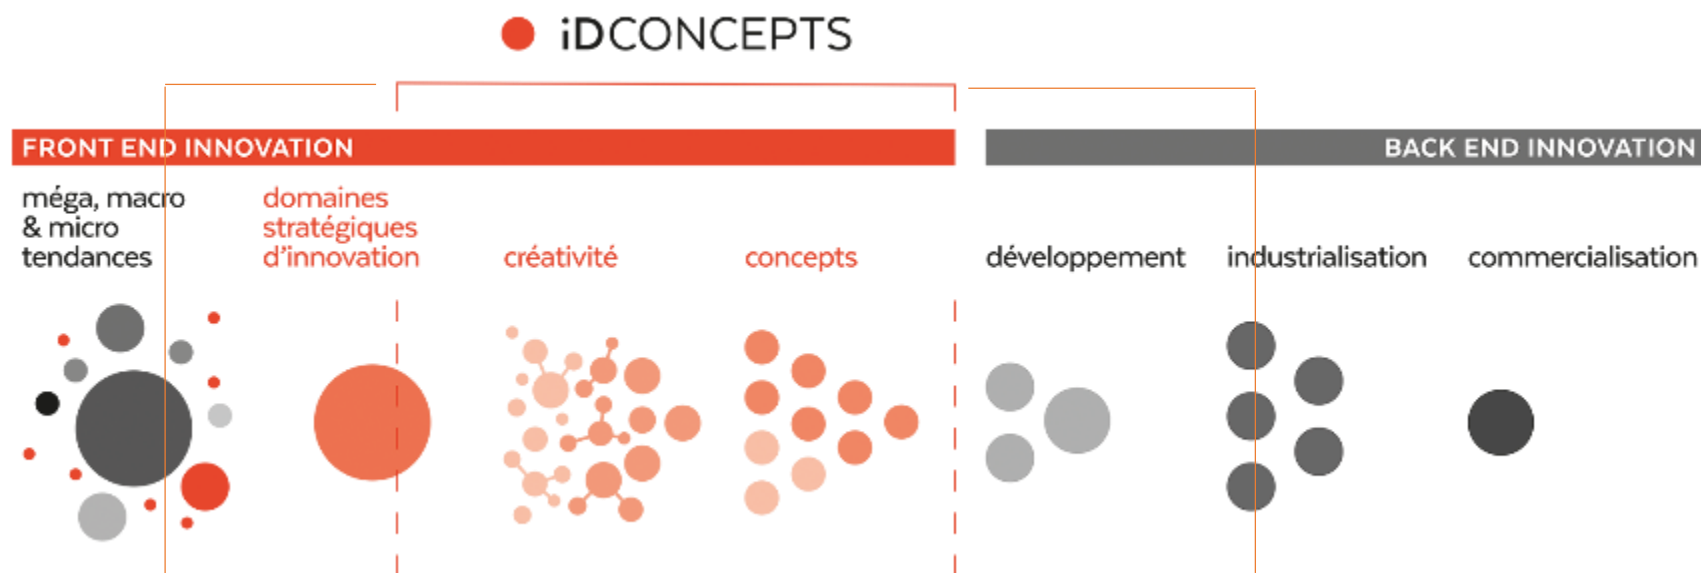 iDCONCEPTS
FRONT END INNOVATION
BACK END INNOVATION
méga, macro
& micro
tendances
domaines
stratégiques
d'innovation
créativité
concepts
développement
industrialisation
commercialisation